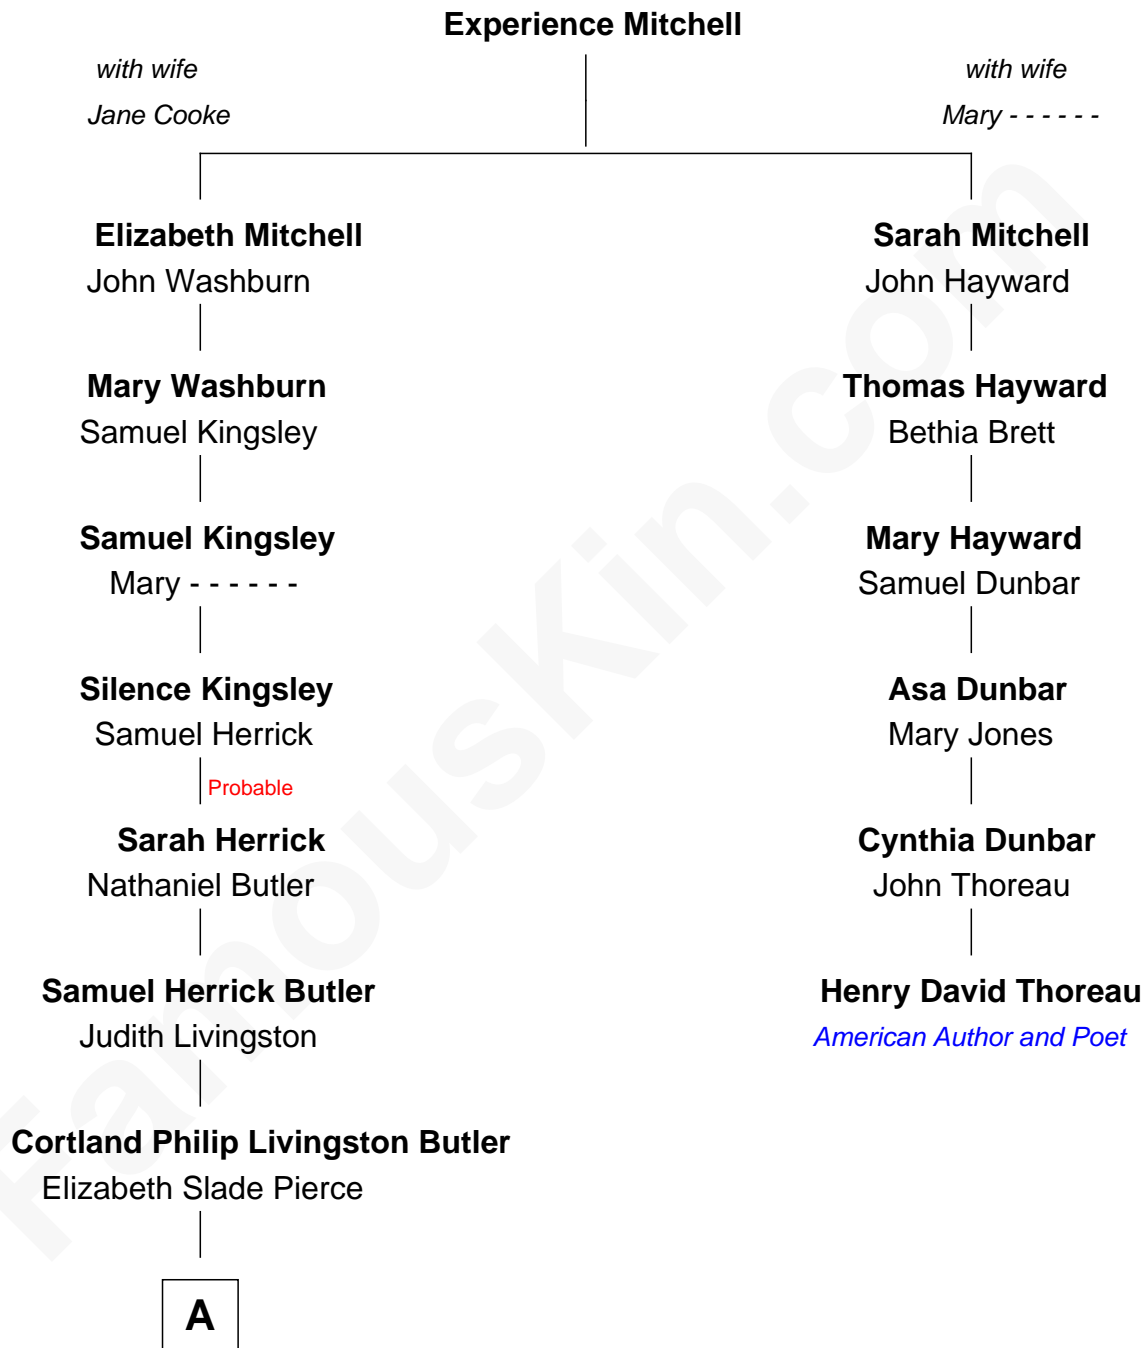 Experience Mitchell
with wife
Jane Cooke
with wife
Mary - - - - - -
Elizabeth Mitchell
John Washburn
Sarah Mitchell
John Hayward
Mary Washburn
Samuel Kingsley
Thomas Hayward
Bethia Brett
Samuel Kingsley
Mary - - - - - -
Mary Hayward
Samuel Dunbar
Silence Kingsley
Samuel Herrick
Asa Dunbar
Mary Jones
Probable
Sarah Herrick
Nathaniel Butler
Cynthia Dunbar
John Thoreau
Samuel Herrick Butler
Judith Livingston
Henry David Thoreau
American Author and Poet
Cortland Philip Livingston Butler
Elizabeth Slade Pierce
A
FamousKin.com